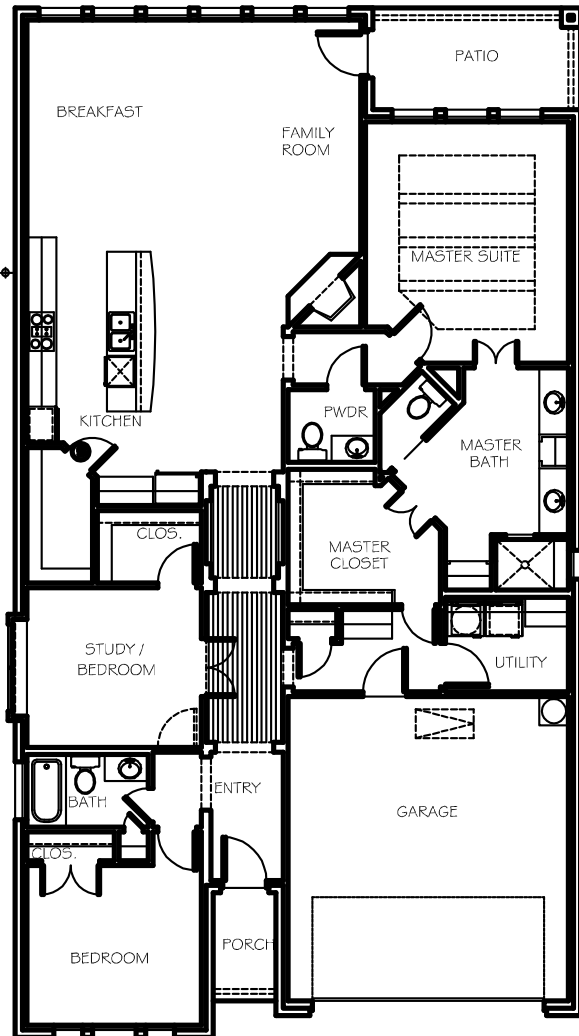 PATIO
BREAKFAST
FAMILY
ROOM
MASTER SUITE
KITCHEN
PWDR
MASTER
BATH
CLOS.
MASTER
CLOSET
STUDY /
BEDROOM
UTILITY
ENTRY
BATH
GARAGE
CLOS.
PORCH
BEDROOM